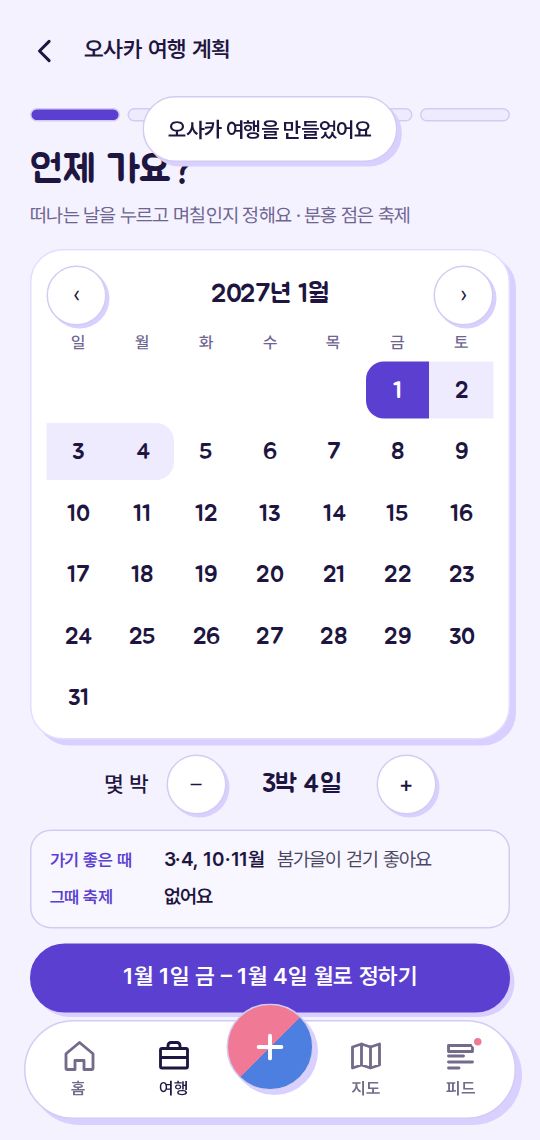 오사카 여행 계획
오사카 여행을 만들었어요
언제 가요?
떠나는 날을 누르고 며칠인지 정해요 · 분홍 점은 축제
‹ 2027년 1월 ›
일 월 화 수 목 금 토
1 2
3 4 5 6 7 8 9
10 11 12 13 14 15 16
17 18 19 20 21 22 23
24 25 26 27 28 29 30
31
몇 박 − 3박 4일 +
가기 좋은 때 3·4, 10·11월 봄가을이 걷기 좋아요
그때 축제 없어요
1월 1일 금 – 1월 4일 월로 정하기
홈 여행 지도 피드